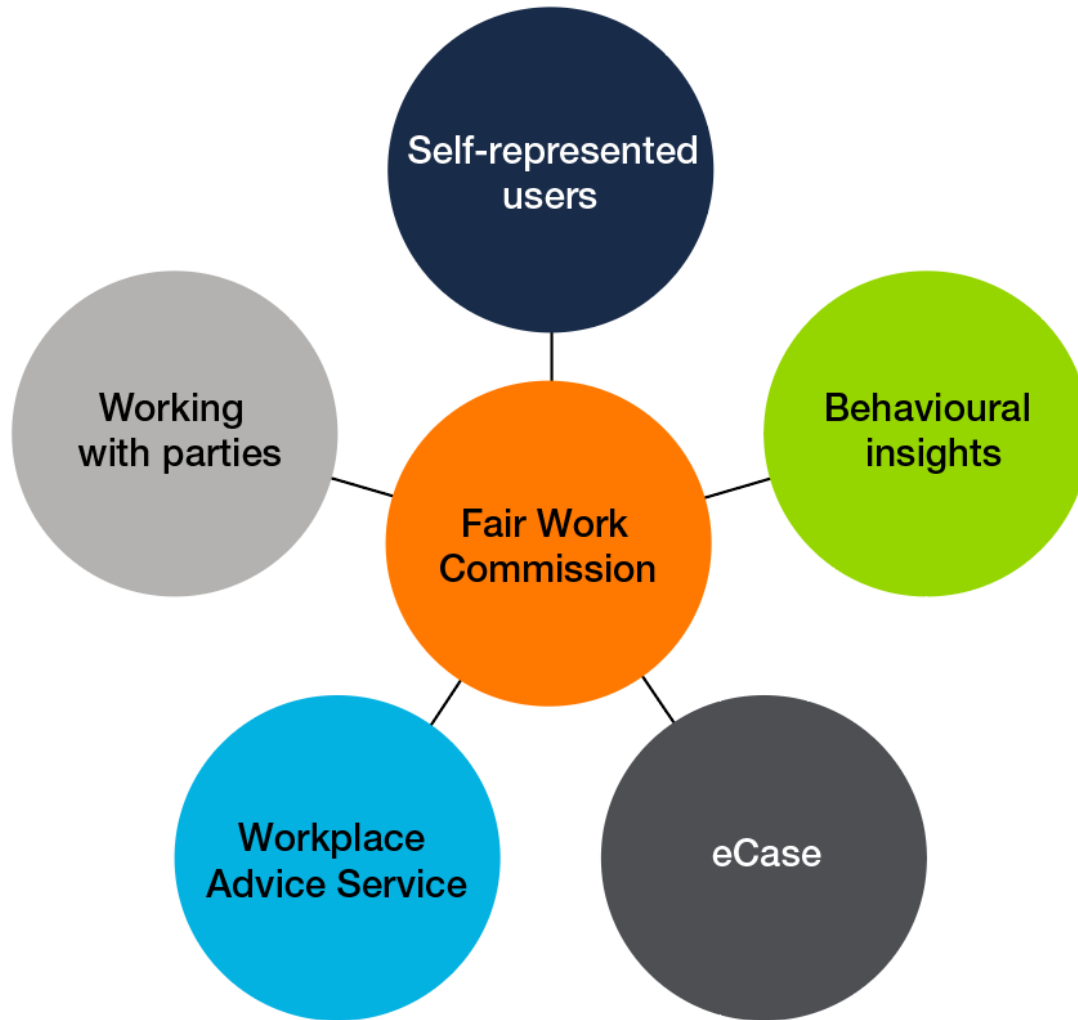 Self-represented
users
Working
with parties
Behavioural
insights
Fair Work
Commission
Workplace
Advice Service
eCase